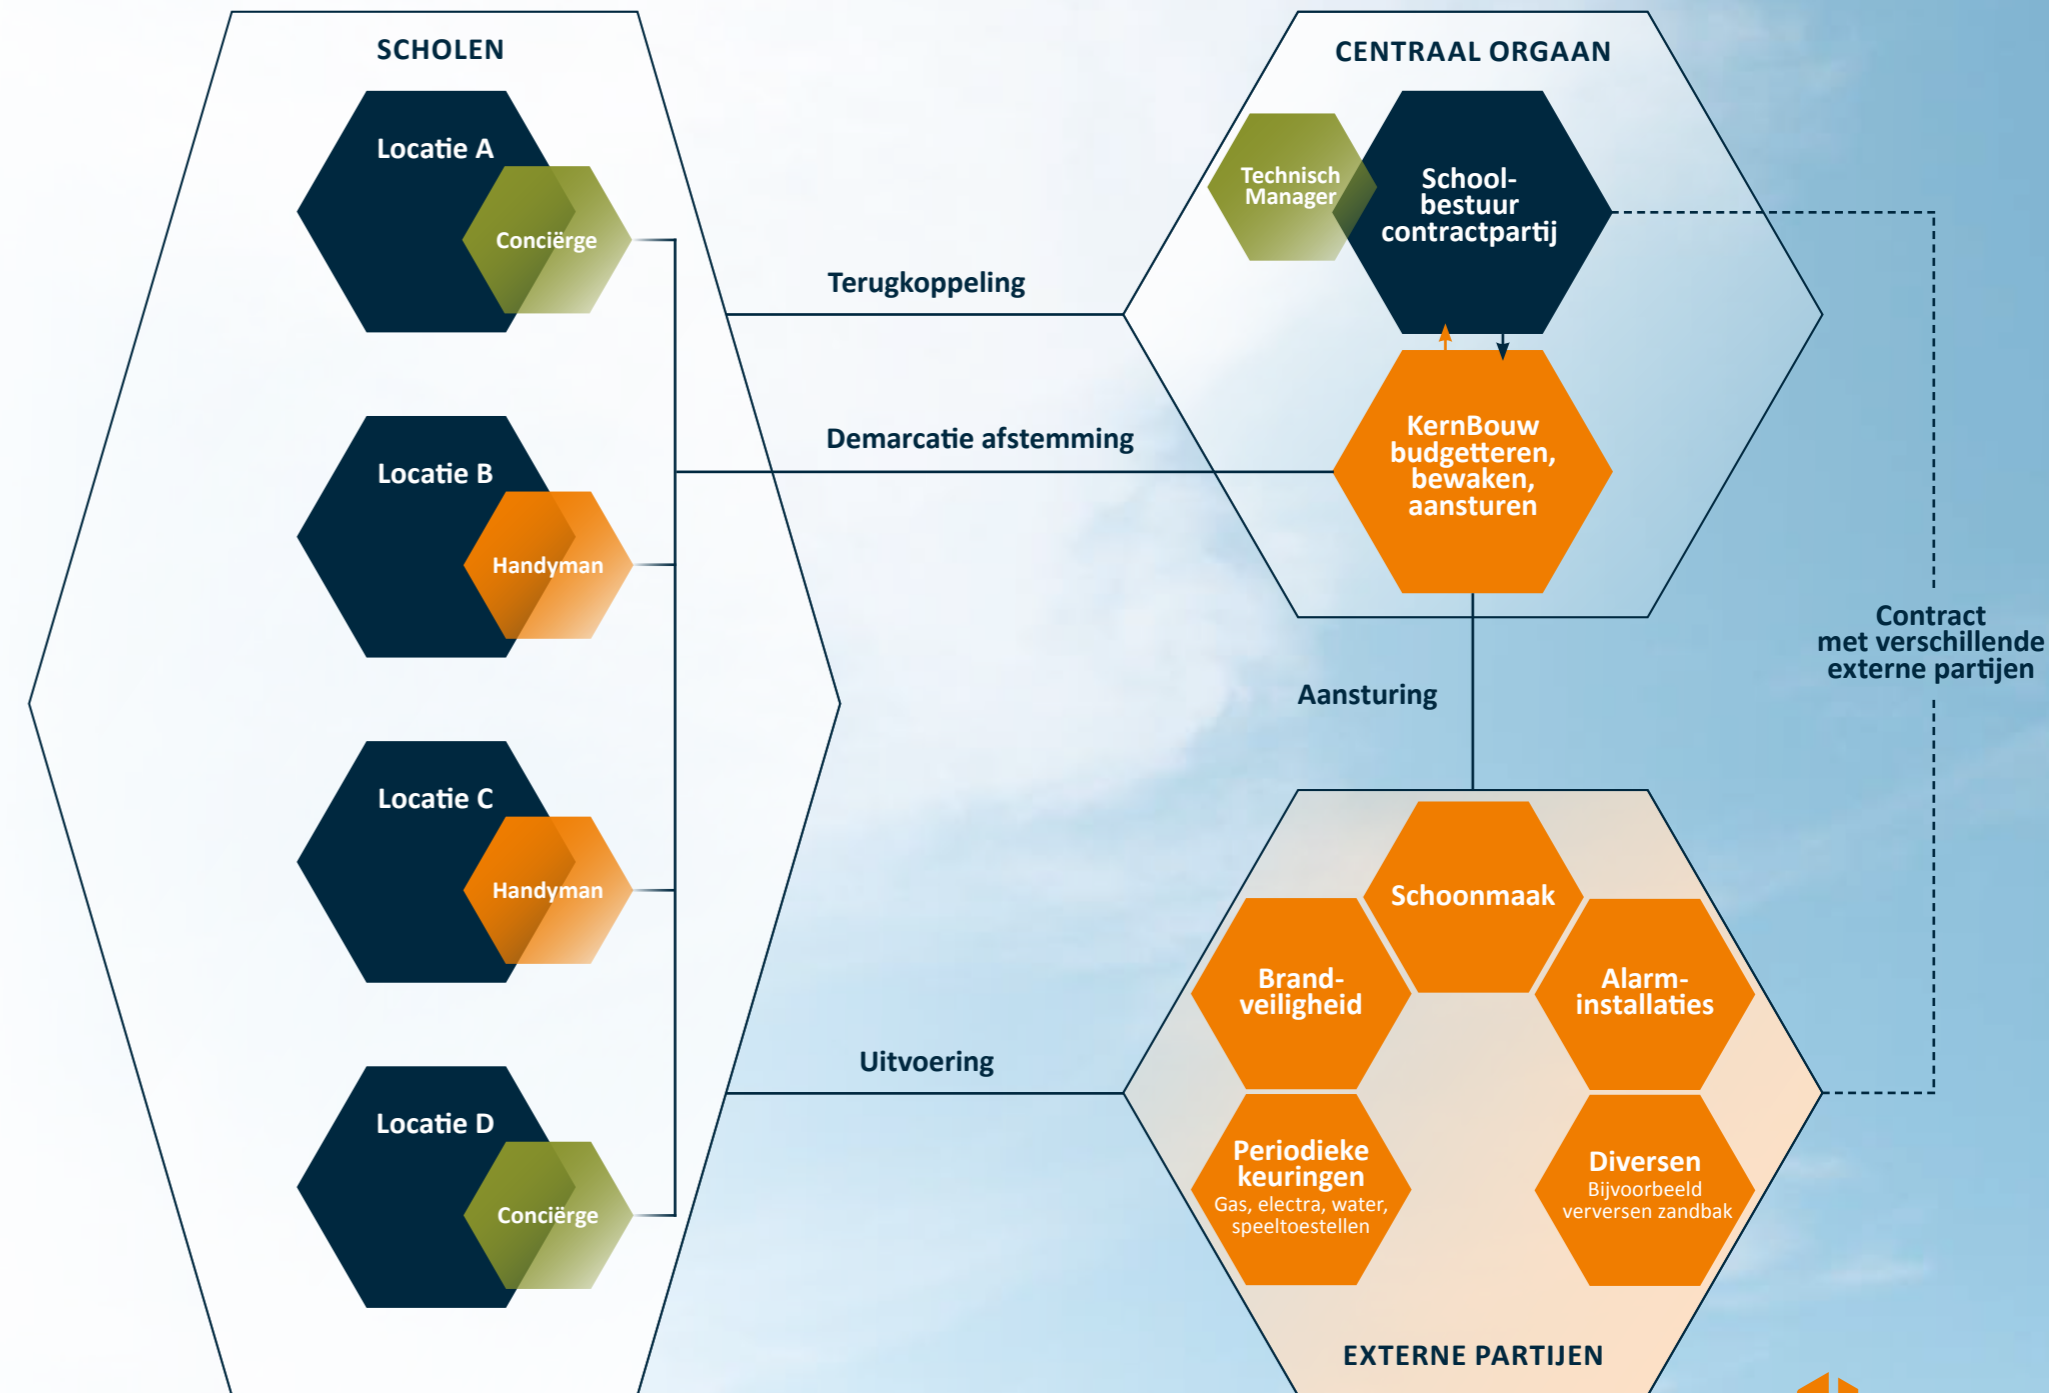 SCHOLEN
Locatie A
Conciërge
Locatie B
Handyman
Locatie C
Handyman
Locatie D
Conciërge
Terugkoppeling
Demarcatie afstemming
Uitvoering
CENTRAAL ORGAAN
Technisch
Manager
School-
bestuur
contractpartij
KernBouw
budgetteren,
bewaken,
aansturen
Aansturing
Contract
met verschillende
externe partijen
Schoonmaak
Brand-
veiligheid
Alarm-
installaties
Periodieke
keuringen
Gas, electra, water,
speeltoestellen
Diversen
Bijvoorbeeld
verversen zandbak
EXTERNE PARTIJEN